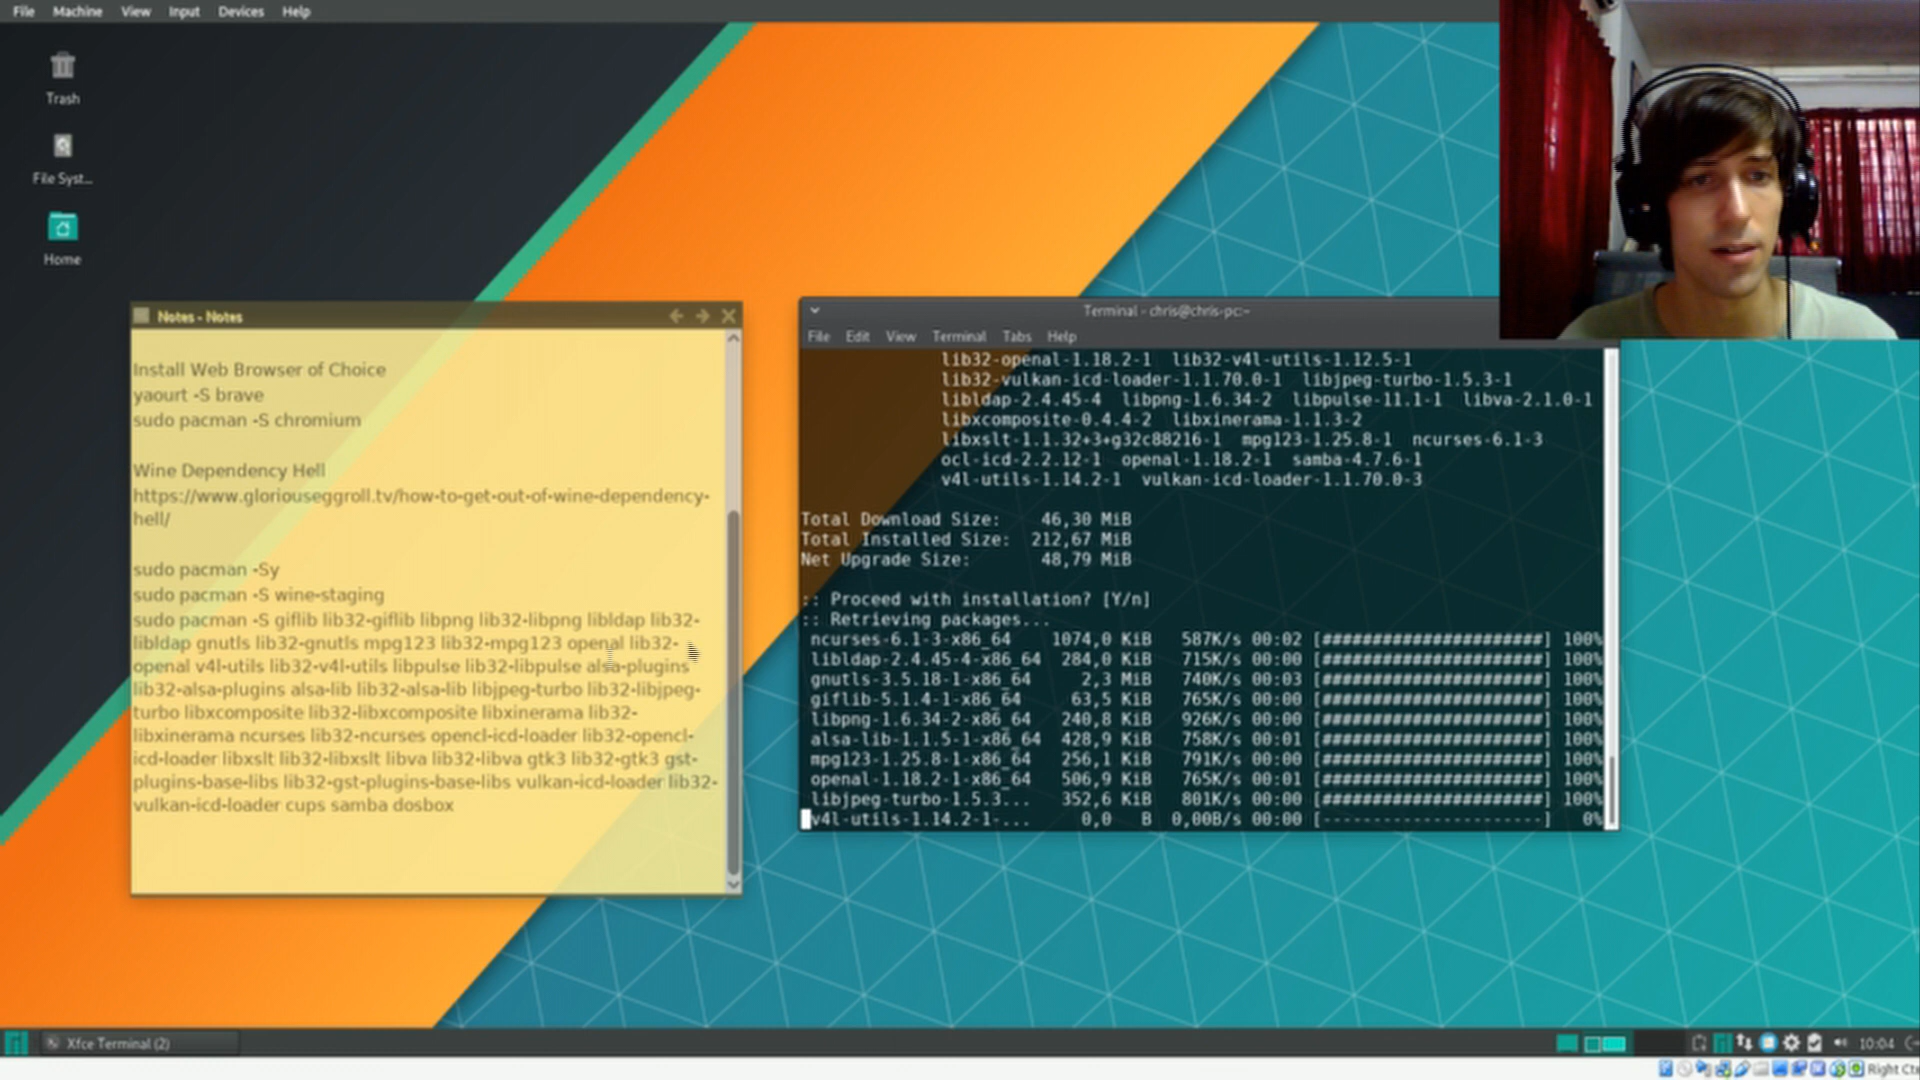 File Machine View Input Devices Help
Trash
File Syst...
Home
Notes - Notes
Install Web Browser of Choice
yaourt -S brave
sudo pacman -S chromium
Wine Dependency Hell
https://www.gloriouseggroll.tv/how-to-get-out-of-wine-dependency-
hell/
sudo pacman -Sy
sudo pacman -S wine-staging
sudo pacman -S giflib lib32-giflib libpng lib32-libpng libldap lib32-
libldap gnutls lib32-gnutls mpg123 lib32-mpg123 openal lib32-
openal v4l-utils lib32-v4l-utils libpulse lib32-libpulse alsa-plugins
lib32-alsa-plugins alsa-lib lib32-alsa-lib libjpeg-turbo lib32-libjpeg-
turbo libxcomposite lib32-libxcomposite libxinerama lib32-
libxinerama ncurses lib32-ncurses opencl-icd-loader lib32-opencl-
icd-loader libxslt lib32-libxslt libva lib32-libva gtk3 lib32-gtk3 gst-
plugins-base-libs lib32-gst-plugins-base-libs vulkan-icd-loader lib32-
vulkan-icd-loader cups samba dosbox
Terminal - chris@chris-pc:~
File Edit View Terminal Tabs Help
lib32-openal-1.18.2-1 lib32-v4l-utils-1.12.5-1
lib32-vulkan-icd-loader-1.1.70.0-1 libjpeg-turbo-1.5.3-1
libldap-2.4.45-4 libpng-1.6.34-2 libpulse-11.1-1 libva-2.1.0-1
libxcomposite-0.4.4-2 libxinerama-1.1.3-2
libxslt-1.1.32+3+g32c88216-1 mpg123-1.25.8-1 ncurses-6.1-3
ocl-icd-2.2.12-1 openal-1.18.2-1 samba-4.7.6-1
v4l-utils-1.14.2-1 vulkan-icd-loader-1.1.70.0-3
Total Download Size: 46,30 MiB
Total Installed Size: 212,67 MiB
Net Upgrade Size: 48,79 MiB
:: Proceed with installation? [Y/n]
:: Retrieving packages...
ncurses-6.1-3-x86_64 1074,0 KiB 587K/s 00:02 [######################] 100%
libldap-2.4.45-4-x86_64 284,0 KiB 715K/s 00:00 [######################] 100%
gnutls-3.5.18-1-x86_64 2,3 MiB 740K/s 00:03 [######################] 100%
giflib-5.1.4-1-x86_64 63,5 KiB 765K/s 00:00 [######################] 100%
libpng-1.6.34-2-x86_64 240,8 KiB 926K/s 00:00 [######################] 100%
alsa-lib-1.1.5-1-x86_64 428,9 KiB 758K/s 00:01 [######################] 100%
mpg123-1.25.8-1-x86_64 256,1 KiB 791K/s 00:00 [######################] 100%
openal-1.18.2-1-x86_64 506,9 KiB 765K/s 00:01 [######################] 100%
libjpeg-turbo-1.5.3... 352,6 KiB 801K/s 00:00 [######################] 100%
v4l-utils-1.14.2-1-... 0,0 B 0,00B/s 00:00 [----------------------] 0%
Xfce Terminal (2)
10:04
Right Ct